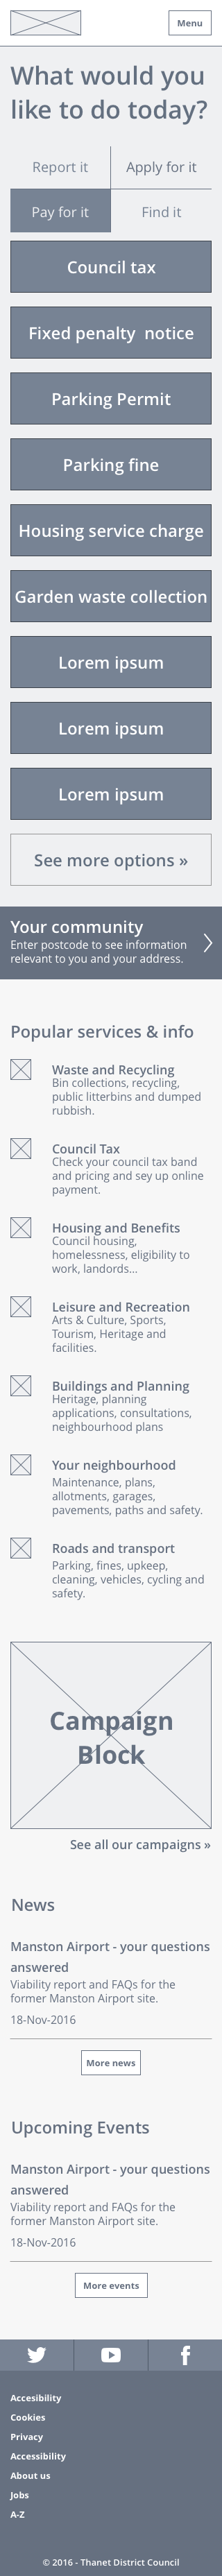 Menu
What would you
like to do today?
Report it
Apply for it
Pay for it
Find it
Council tax
Fixed penalty notice
Parking Permit
Parking fine
Housing service charge
Garden waste collection
Lorem ipsum
Lorem ipsum
Lorem ipsum
See more options »
Your community
Enter postcode to see information
relevant to you and your address.
Popular services & info
Waste and Recycling
Bin collections, recycling,
public litterbins and dumped
rubbish.
Council Tax
Check your council tax band
and pricing and sey up online
payment.
Housing and Benefits
Council housing,
homelessness, eligibility to
work, landords...
Leisure and Recreation
Arts & Culture, Sports,
Tourism, Heritage and
facilities.
Buildings and Planning
Heritage, planning
applications, consultations,
neighbourhood plans
Your neighbourhood
Maintenance, plans,
allotments, garages,
pavements, paths and safety.
Roads and transport
Parking, fines, upkeep,
cleaning, vehicles, cycling and
safety.
Campaign
Block
See all our campaigns »
News
Manston Airport - your questions
answered
Viability report and FAQs for the
former Manston Airport site.
18-Nov-2016
More news
Upcoming Events
Manston Airport - your questions
answered
Viability report and FAQs for the
former Manston Airport site.
18-Nov-2016
More events
Accesibility
Cookies
Privacy
Accessibility
About us
Jobs
A-Z
© 2016 - Thanet District Council